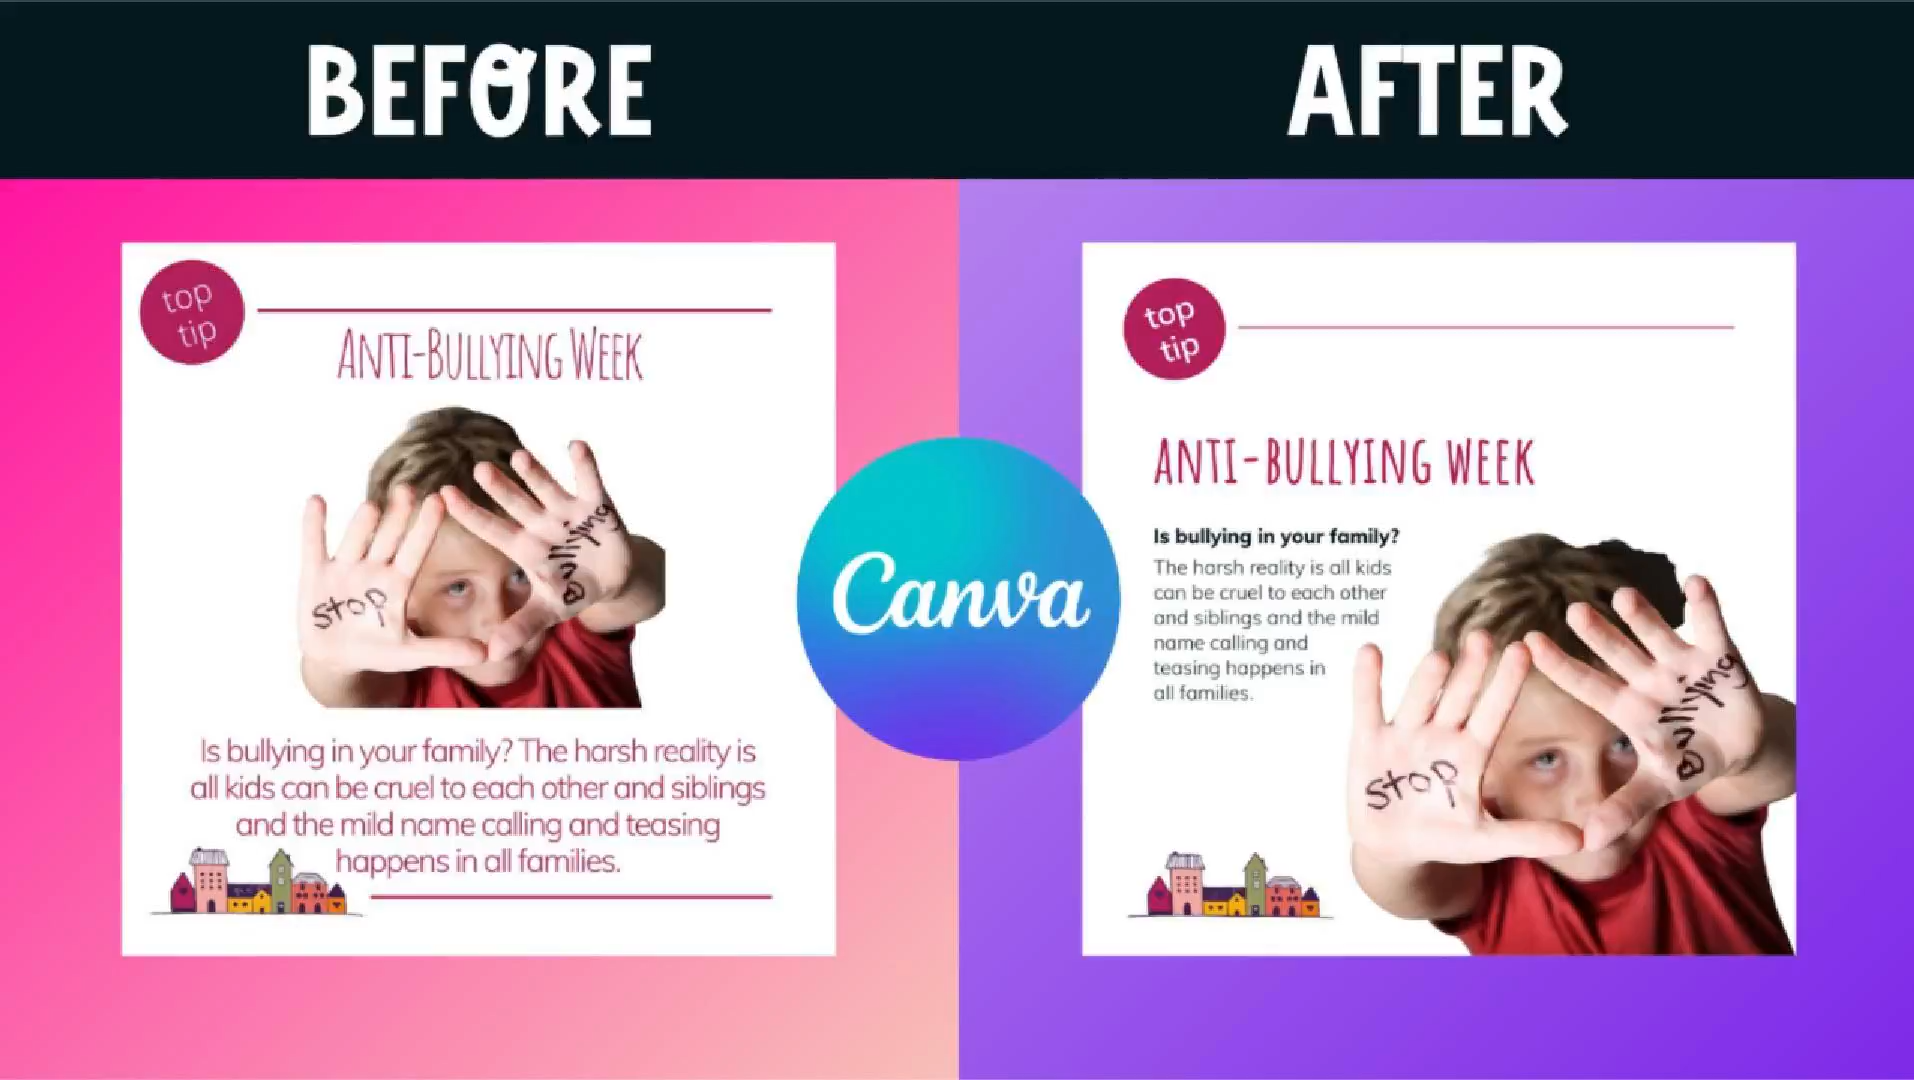 BEFORE
AFTER
top
tip
ANTI-BULLYING WEEK
stop
Bullying
Is bullying in your family? The harsh reality is
all kids can be cruel to each other and siblings
and the mild name calling and teasing
happens in all families.
Canva
top
tip
ANTI-BULLYING WEEK
Is bullying in your family?
The harsh reality is all kids
can be cruel to each other
and siblings and the mild
name calling and
teasing happens in
all families.
stop
Bullying